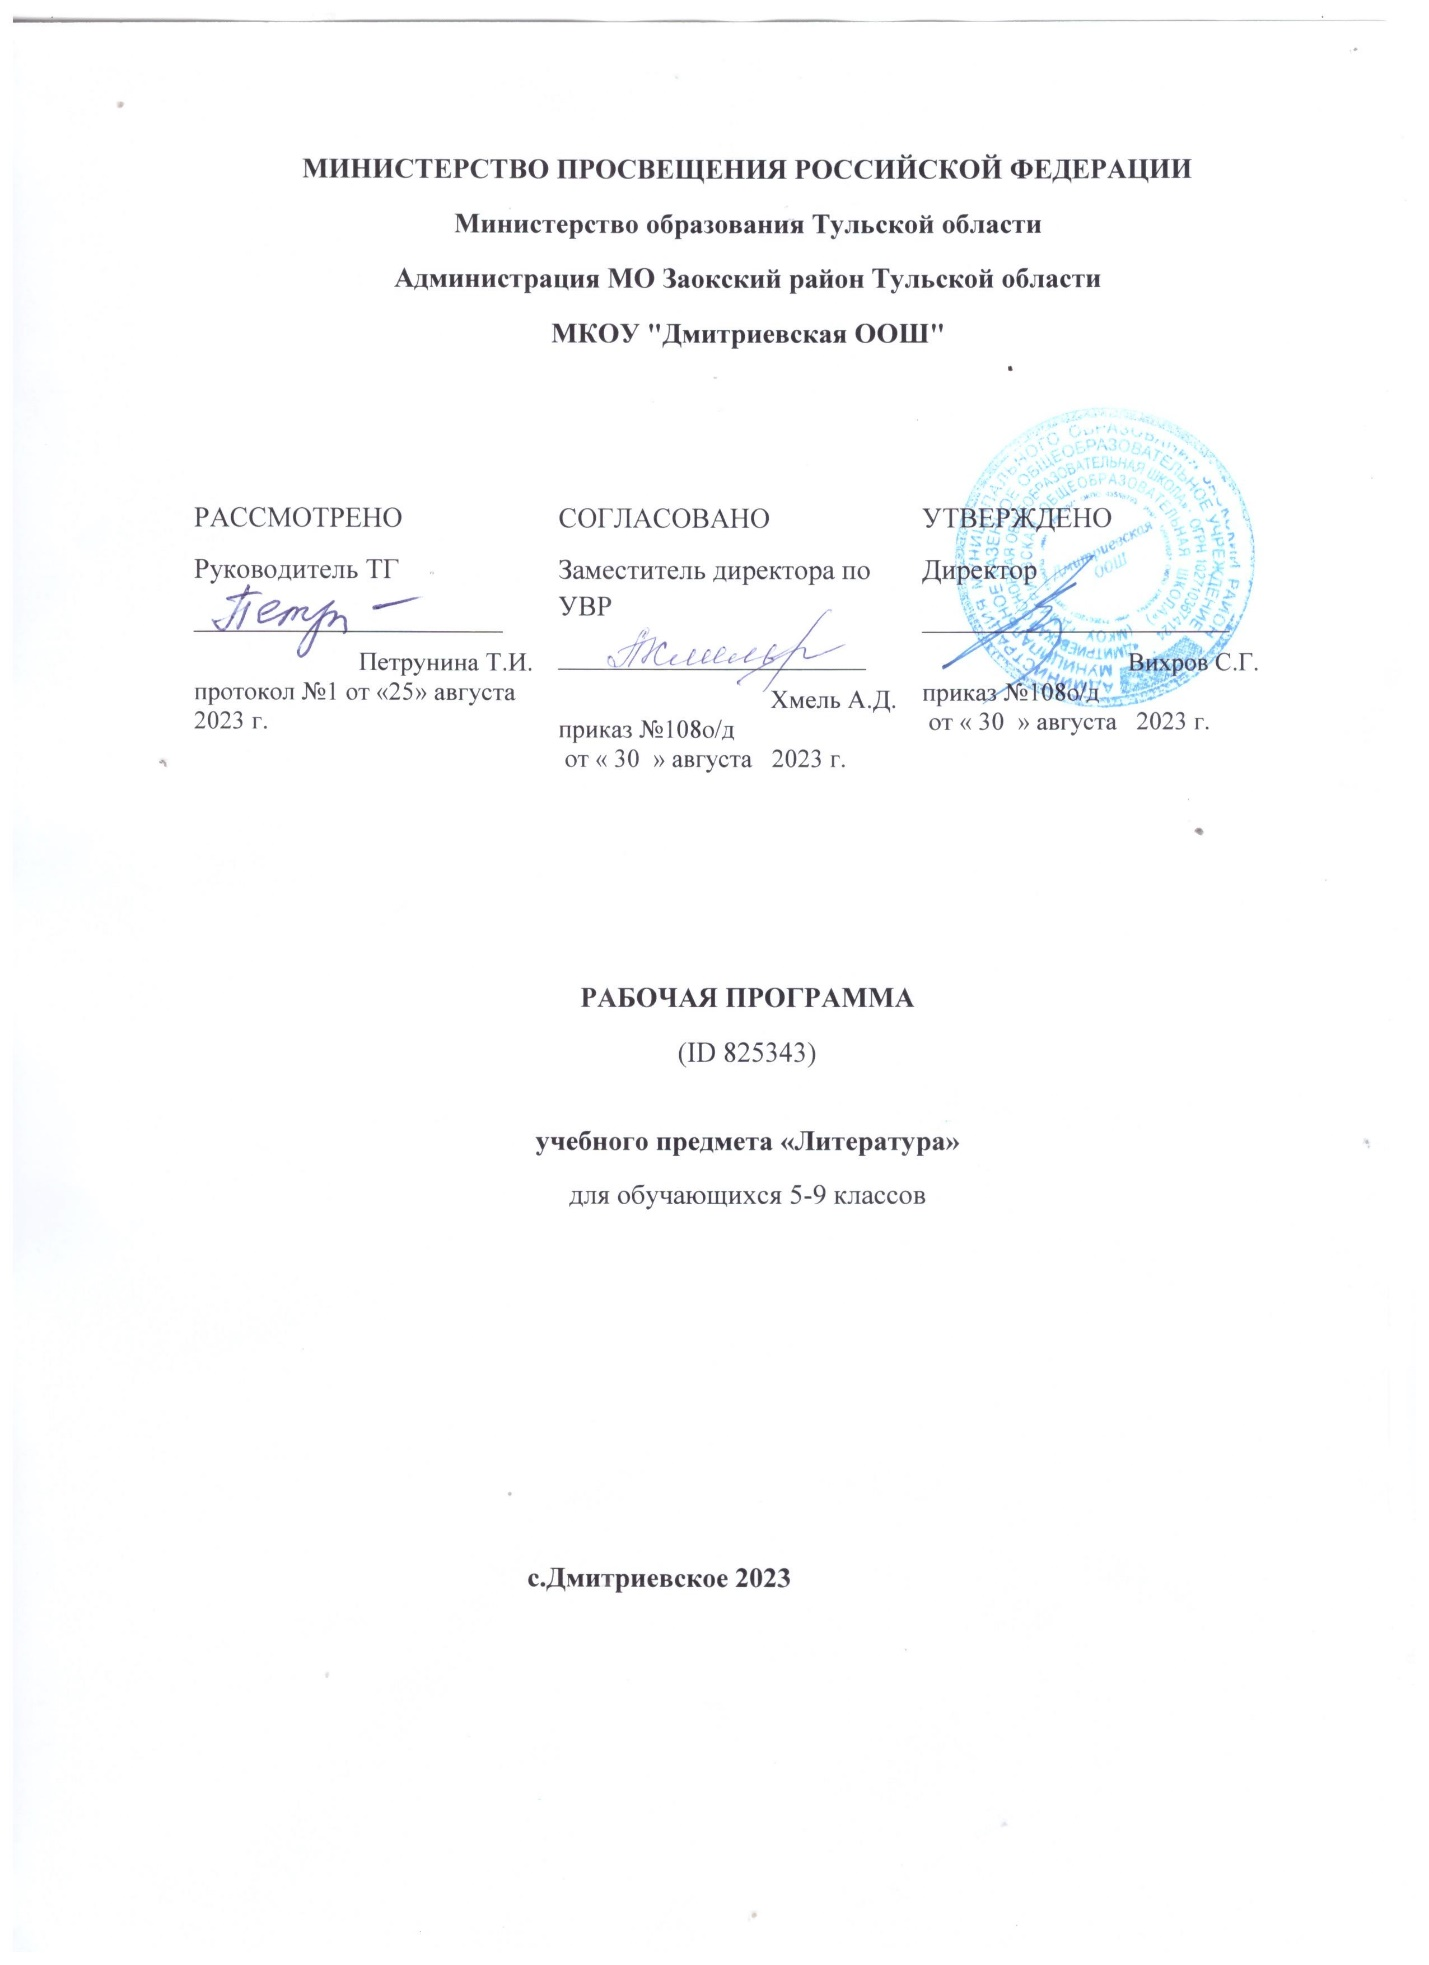 МИНИСТЕРСТВО ПРОСВЕЩЕНИЯ РОССИЙСКОЙ ФЕДЕРАЦИИ
Министерство образования Тульской области
Администрация МО Заокский район Тульской области
МКОУ "Дмитриевская ООШ"
РАССМОТРЕНО
Руководитель ТГ
Петрунина Т.И.
протокол №1 от «25» августа
2023 г.
СОГЛАСОВАНО
Заместитель директора по
УВР
Хмель А.Д.
приказ №108о/д
от « 30 » августа 2023 г.
УТВЕРЖДЕНО
Директор
Вихров С.Г.
приказ №108о/д
от « 30 » августа 2023 г.
Дмитриевская
ООШ
РАБОЧАЯ ПРОГРАММА
(ID 825343)
учебного предмета «Литература»
для обучающихся 5-9 классов
с.Дмитриевское 2023